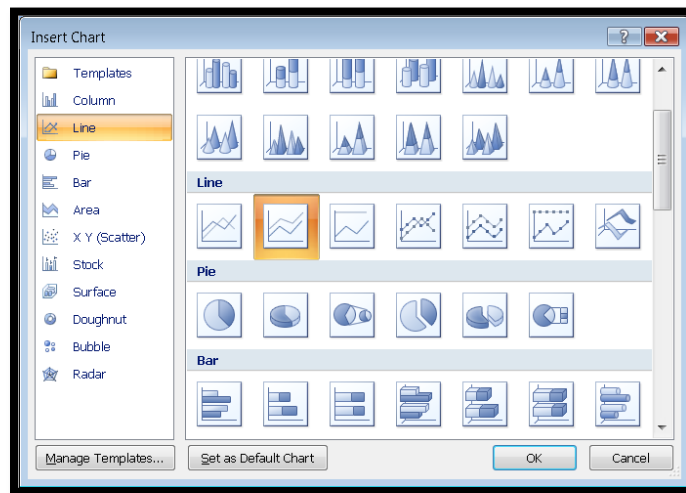 Insert Chart
Templates
Column
Line
Pie
Bar
Area
X Y (Scatter)
Stock
Surface
Doughnut
Bubble
Radar
Line
Pie
Bar
Manage Templates...
Set as Default Chart
OK
Cancel